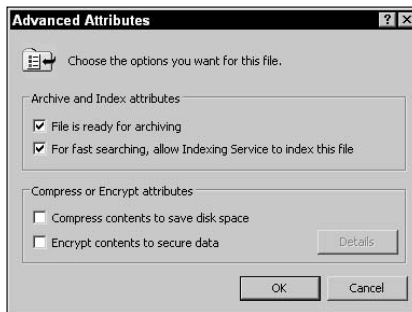 Advanced Attributes
? X
Choose the options you want for this file.
Archive and Index attributes
File is ready for archiving
For fast searching, allow Indexing Service to index this file
Compress or Encrypt attributes
Compress contents to save disk space
Encrypt contents to secure data
Details
OK
Cancel